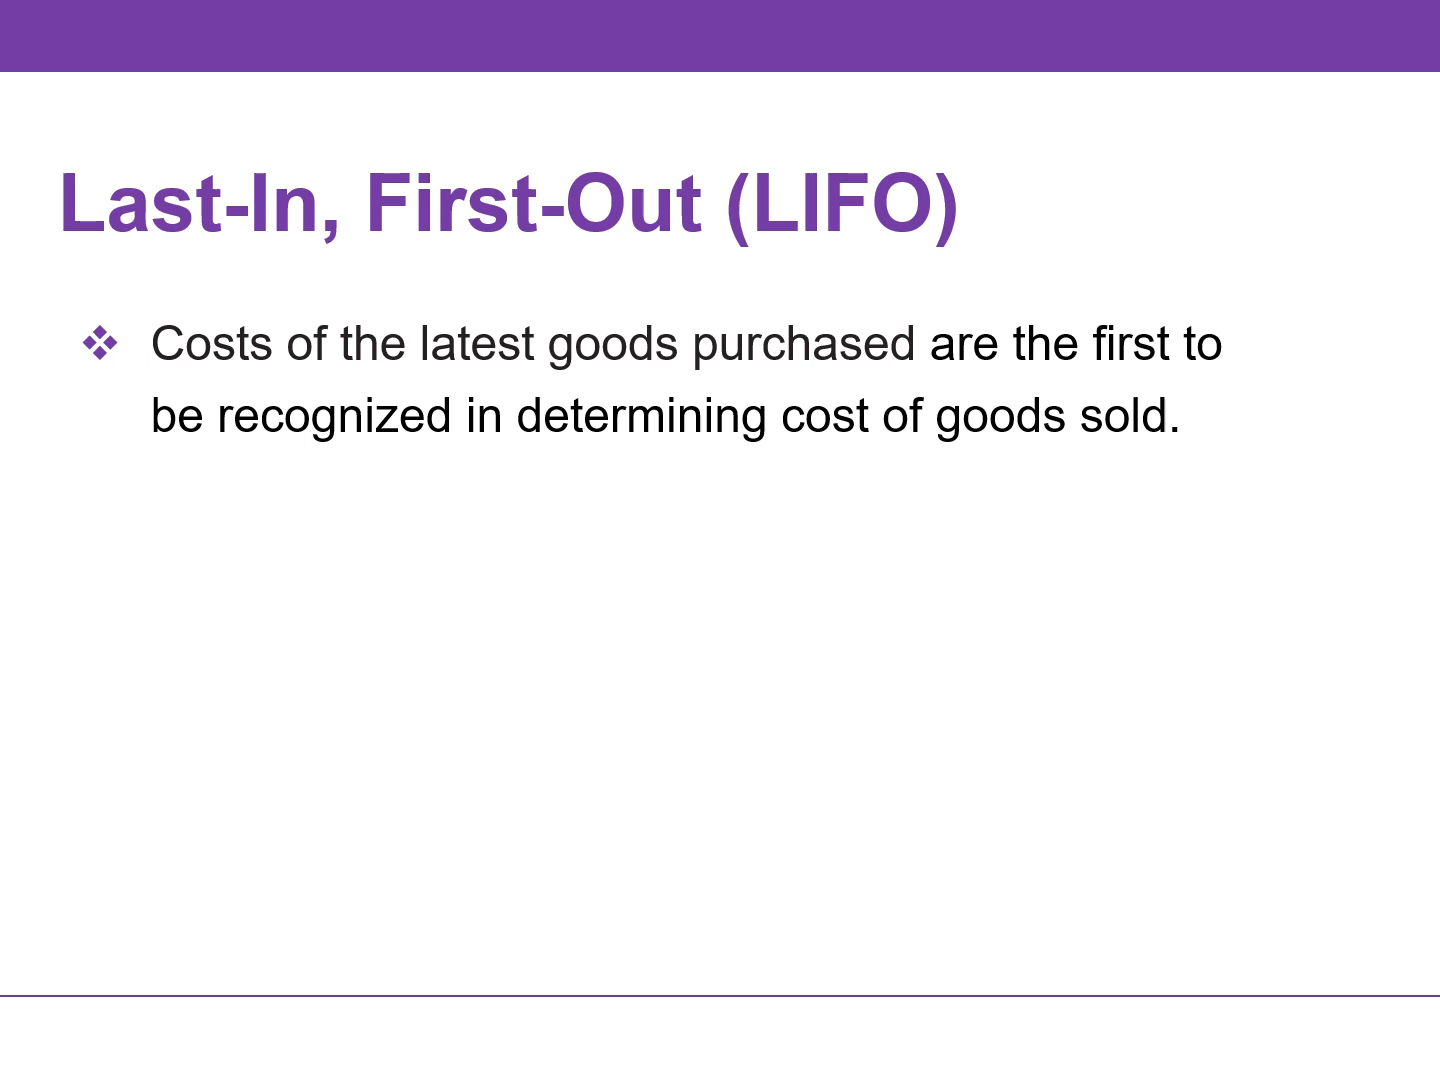 Last-In, First-Out (LIFO)
❖ Costs of the latest goods purchased are the first to
be recognized in determining cost of goods sold.